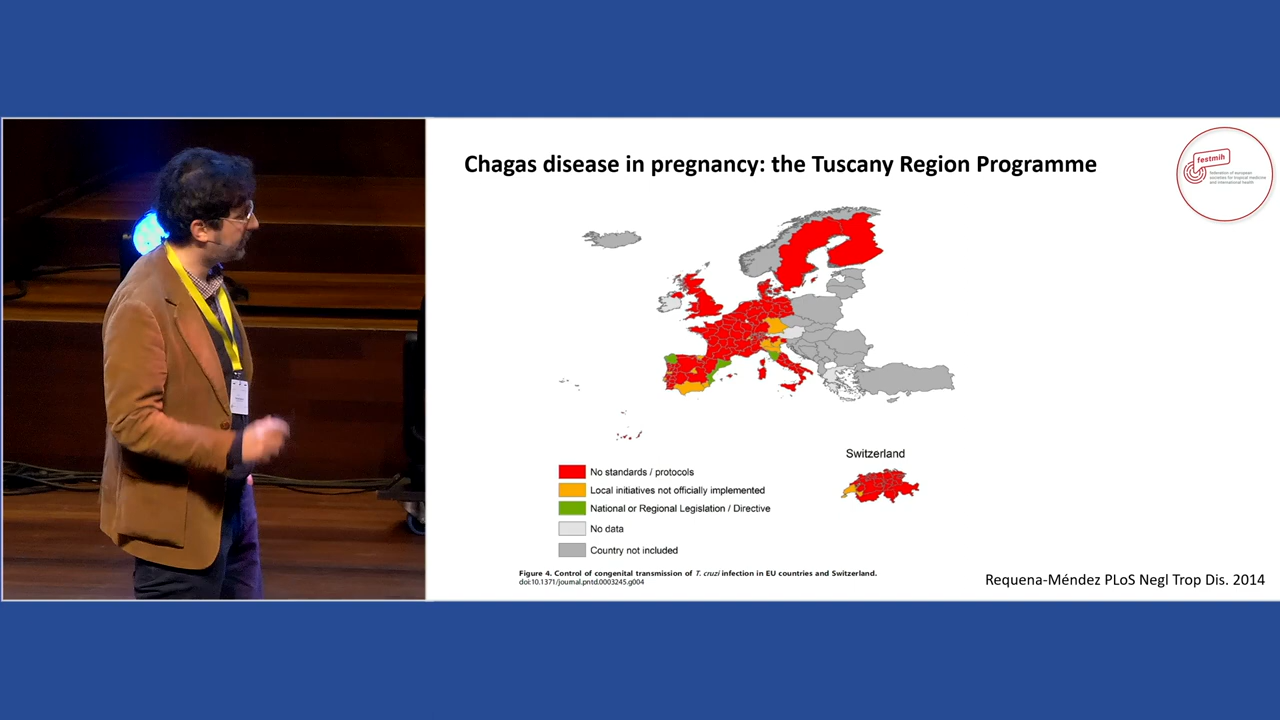 Chagas disease in pregnancy: the Tuscany Region Programme
festmih
federation of european
societies for tropical medicine
and international health
Switzerland
No standards / protocols
Local initiatives not officially implemented
National or Regional Legislation / Directive
No data
Country not included
Figure 4. Control of congenital transmission of T. cruzi infection in EU countries and Switzerland.
doi:10.1371/journal.pntd.0003245.g004
Requena-Méndez PLoS Negl Trop Dis. 2014